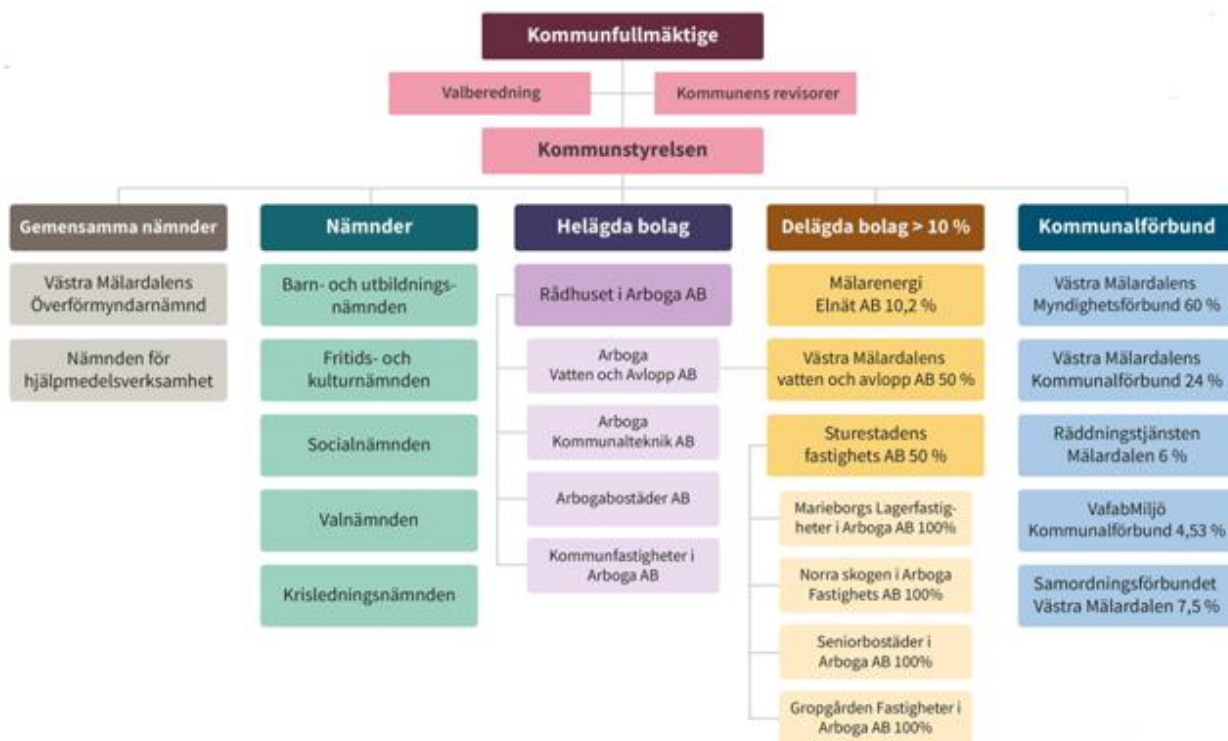 Kommunfullmäktige
Valberedning
Kommunens revisorer
Kommunstyrelsen
Gemensamma nämnder
Västra Mälardalens
Överförmyndarnämnd
Nämnden för
hjälpmedelsverksamhet
Nämnder
Barn- och utbildnings-
nämnden
Fritids- och
kulturnämnden
Socialnämnden
Valnämnden
Krisledningsnämnden
Helägda bolag
Rådhuset i Arboga AB
Arboga
Vatten och Avlopp AB
Arboga
Kommunalteknik AB
Arbogabostäder AB
Kommunfastigheter i
Arboga AB
Delägda bolag > 10 %
Mälarenergi
Elnät AB 10,2 %
Västra Mälardalens
vatten och avlopp AB 50 %
Sturestadens
fastighets AB 50 %
Marieborgs Lagerfastig-
heter i Arboga AB 100%
Norra skogen i Arboga
Fastighets AB 100%
Seniorbostäder i
Arboga AB 100%
Gropgården Fastigheter i
Arboga AB 100%
Kommunalförbund
Västra Mälardalens
Myndighetsförbund 60 %
Västra Mälardalens
Kommunalförbund 24 %
Räddningstjänsten
Mälardalen 6 %
VafabMiljö
Kommunalförbund 4,53 %
Samordningsförbundet
Västra Mälardalen 7,5 %